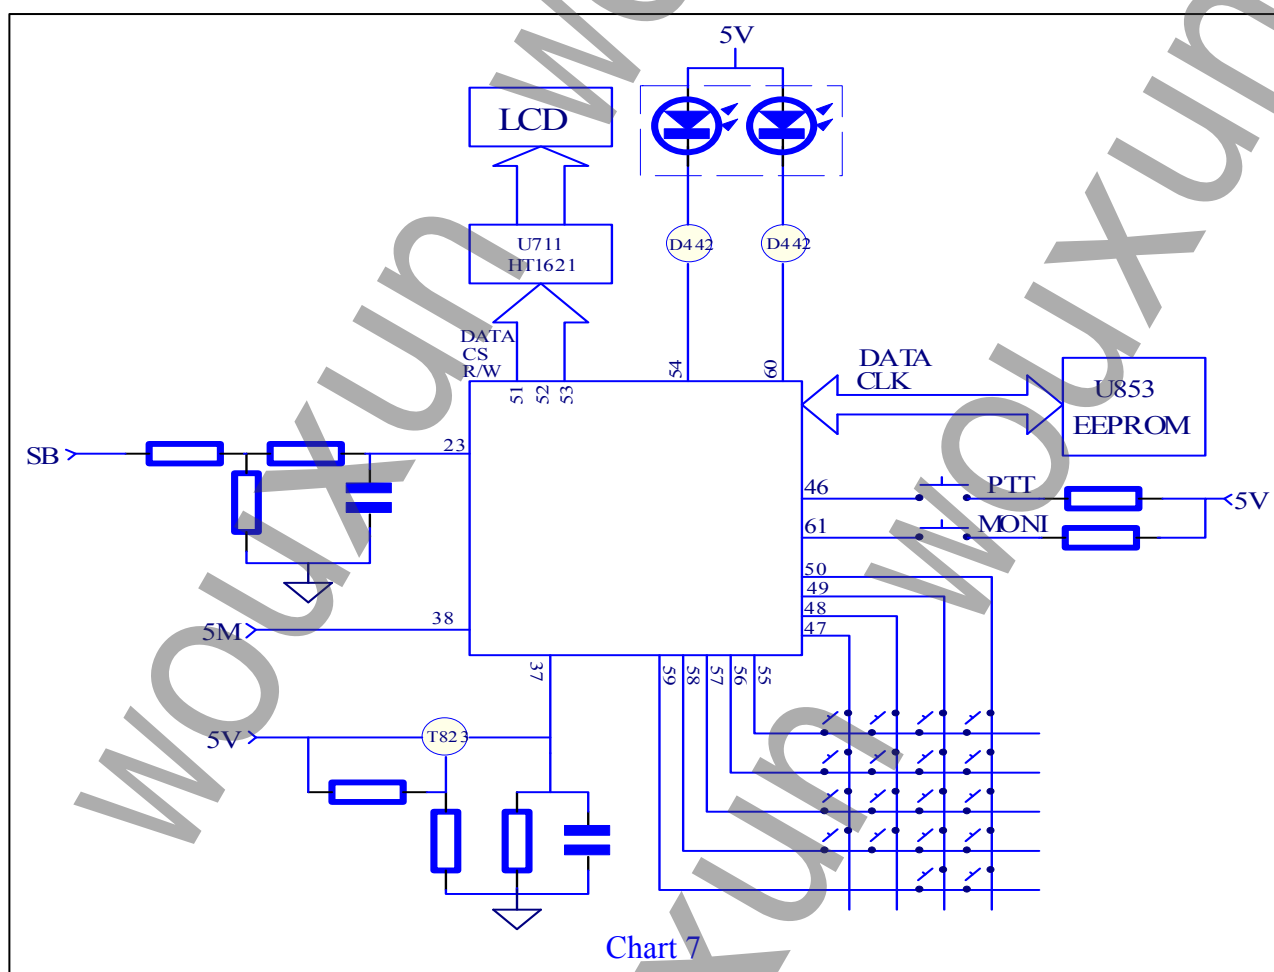 5V
LCD
U711
HT1621
D442
D442
DATA
CS
R/W
51
52
53
54
60
DATA
CLK
U853
EEPROM
SB
23
46
PTT
5V
61
MONI
50
49
48
47
5M
38
37
59
58
57
56
55
5V
T823
Chart 7
wouxun
wouxun
wouxun
wo